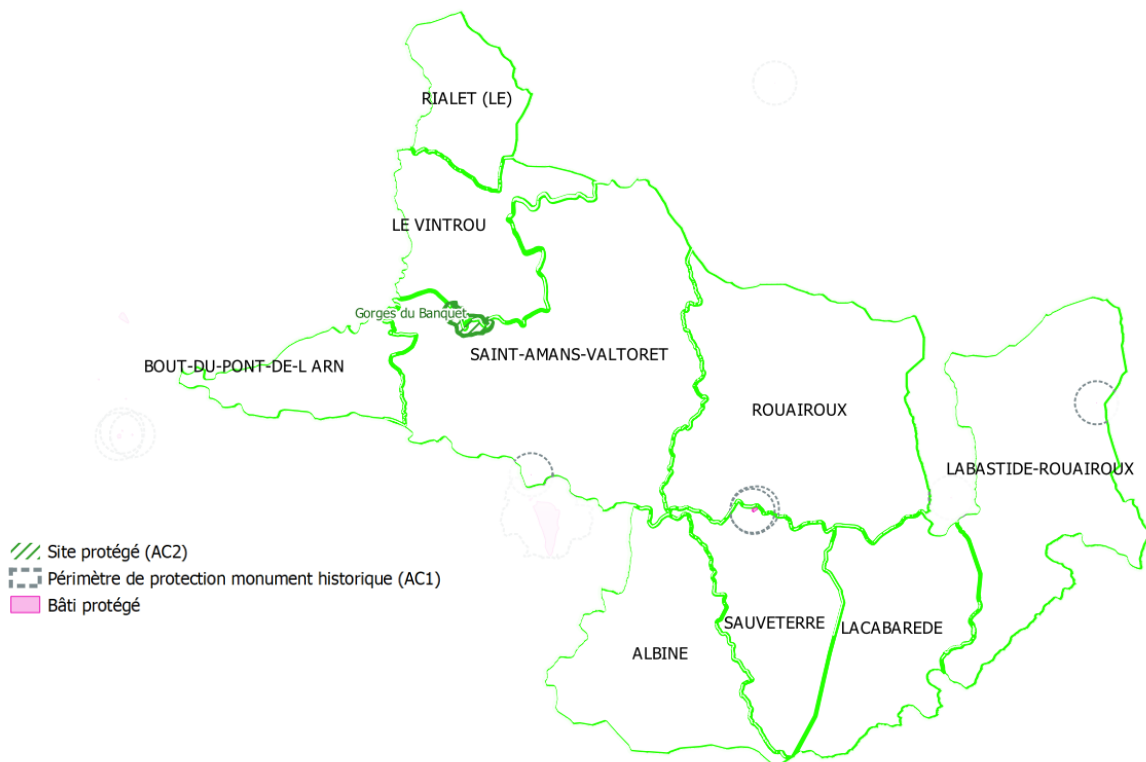 RIALET (LE)
LE VINTROU
Gorges du Banquet
SAINT-AMANS-VALTORET
BOUT-DU-PONT-DE-L ARN
ROUAIROUX
LABASTIDE-ROUAIROUX
Site protégé (AC2)
Périmètre de protection monument historique (AC1)
Bâti protégé
SAUVETERRE
LACABAREDE
ALBINE